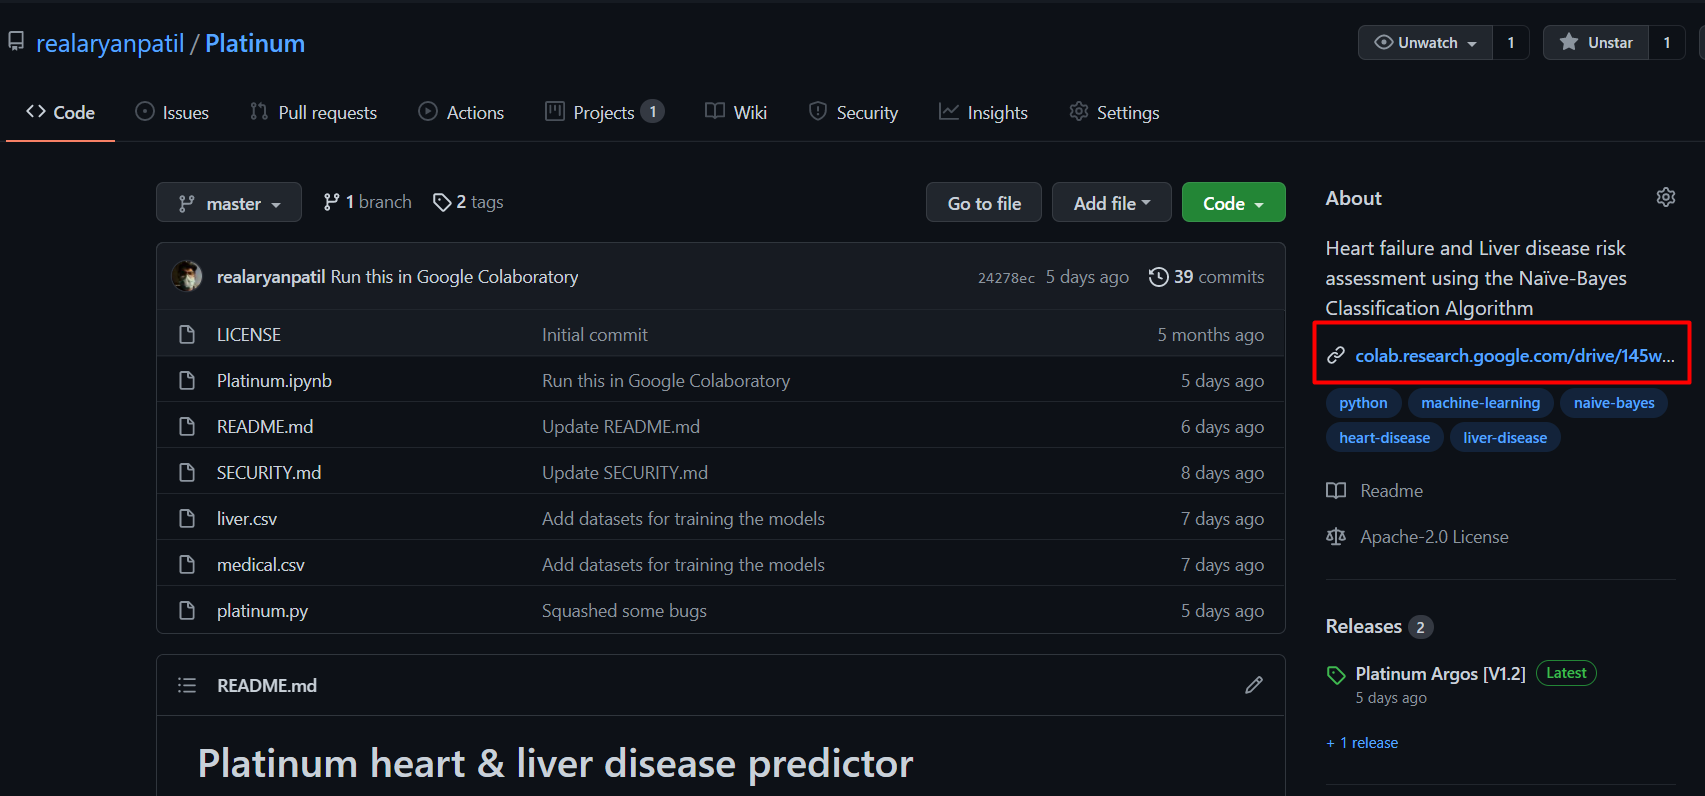 realaryanpatil / Platinum
Unwatch 1 Unstar 1
Code Issues Pull requests Actions Projects 1 Wiki Security Insights Settings
master 1 branch 2 tags Go to file Add file Code
realaryanpatil Run this in Google Colaboratory 24278ec 5 days ago 39 commits
LICENSE Initial commit 5 months ago
Platinum.ipynb Run this in Google Colaboratory 5 days ago
README.md Update README.md 6 days ago
SECURITY.md Update SECURITY.md 8 days ago
liver.csv Add datasets for training the models 7 days ago
medical.csv Add datasets for training the models 7 days ago
platinum.py Squashed some bugs 5 days ago
README.md
Platinum heart & liver disease predictor
About
Heart failure and Liver disease risk
assessment using the Naïve-Bayes
Classification Algorithm
colab.research.google.com/drive/145w...
python machine-learning naive-bayes
heart-disease liver-disease
Readme
Apache-2.0 License
Releases 2
Platinum Argos [V1.2] Latest
5 days ago
+ 1 release